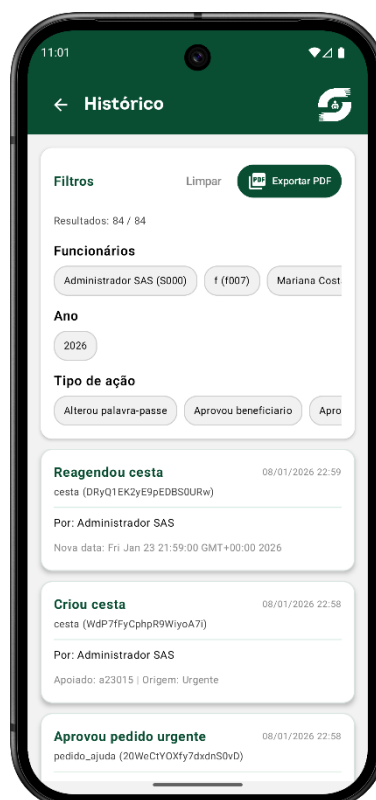 11:01
Histórico
Filtros
Limpar
PDF
Exportar PDF
Resultados: 84 / 84
Funcionários
Administrador SAS (S000)
f (f007)
Mariana Cost
Ano
2026
Tipo de ação
Alterou palavra-passe
Aprovou beneficiario
Apro
Reagendou cesta
08/01/2026 22:59
cesta (DRyQ1EK2yE9pEDBS0URw)
Por: Administrador SAS
Nova data: Fri Jan 23 21:59:00 GMT+00:00 2026
Criou cesta
08/01/2026 22:58
cesta (WdP7fFyCphpR9WiyoA7i)
Por: Administrador SAS
Apoiado: a23015 | Origem: Urgente
Aprovou pedido urgente
08/01/2026 22:58
pedido_ajuda (20WeCtYOXfy7dxdnS0vD)